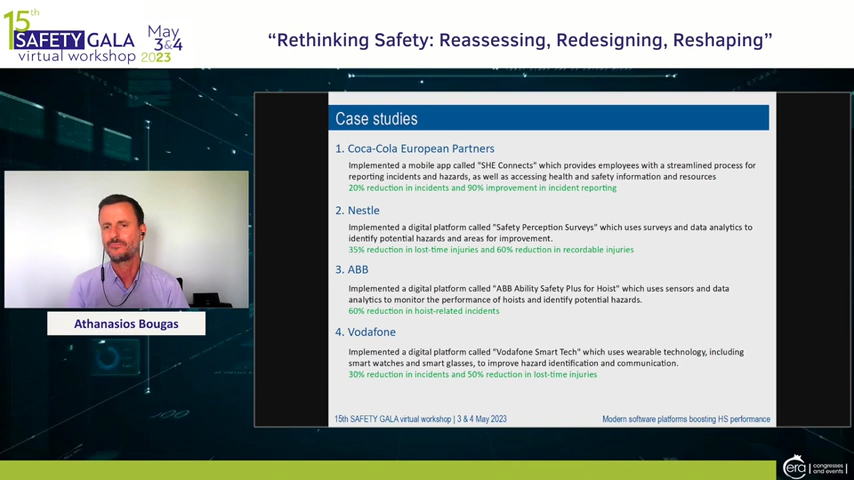 15th
SAFETY GALA
virtual workshop
May
3&4
2023
“Rethinking Safety: Reassessing, Redesigning, Reshaping”
Case studies
1. Coca-Cola European Partners
Implemented a mobile app called "SHE Connects" which provides employees with a streamlined process for
reporting incidents and hazards, as well as accessing health and safety information and resources
20% reduction in incidents and 90% improvement in incident reporting
2. Nestle
Implemented a digital platform called "Safety Perception Surveys" which uses surveys and data analytics to
identify potential hazards and areas for improvement.
35% reduction in lost-time injuries and 60% reduction in recordable injuries
3. ABB
Implemented a digital platform called "ABB Ability Safety Plus for Hoist" which uses sensors and data
analytics to monitor the performance of hoists and identify potential hazards.
60% reduction in hoist-related incidents
4. Vodafone
Implemented a digital platform called "Vodafone Smart Tech" which uses wearable technology, including
smart watches and smart glasses, to improve hazard identification and communication.
30% reduction in incidents and 50% reduction in lost-time injuries
15th SAFETY GALA virtual workshop | 3 & 4 May 2023
Modern software platforms boosting HS performance
Athanasios Bougas
era
congresses
and events